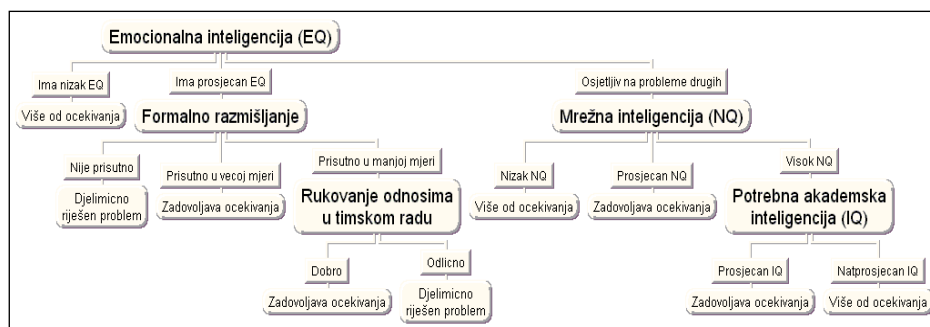 Emocionalna inteligencija (EQ)
Ima nizak EQ
Ima prosjecan EQ
Osjetljiv na probleme drugih
Više od ocekivanja
Formalno razmišljanje
Mrežna inteligencija (NQ)
Nije prisutno
Prisutno u vecoj mjeri
Prisutno u manjoj mjeri
Nizak NQ
Prosjecan NQ
Visok NQ
Djelimicno
riješen problem
Zadovoljava ocekivanja
Rukovanje odnosima
u timskom radu
Više od ocekivanja
Zadovoljava ocekivanja
Potrebna akademska
inteligencija (IQ)
Dobro
Odlicno
Prosjecan IQ
Natprosjecan IQ
Zadovoljava ocekivanja
Djelimicno
riješen problem
Zadovoljava ocekivanja
Više od ocekivanja